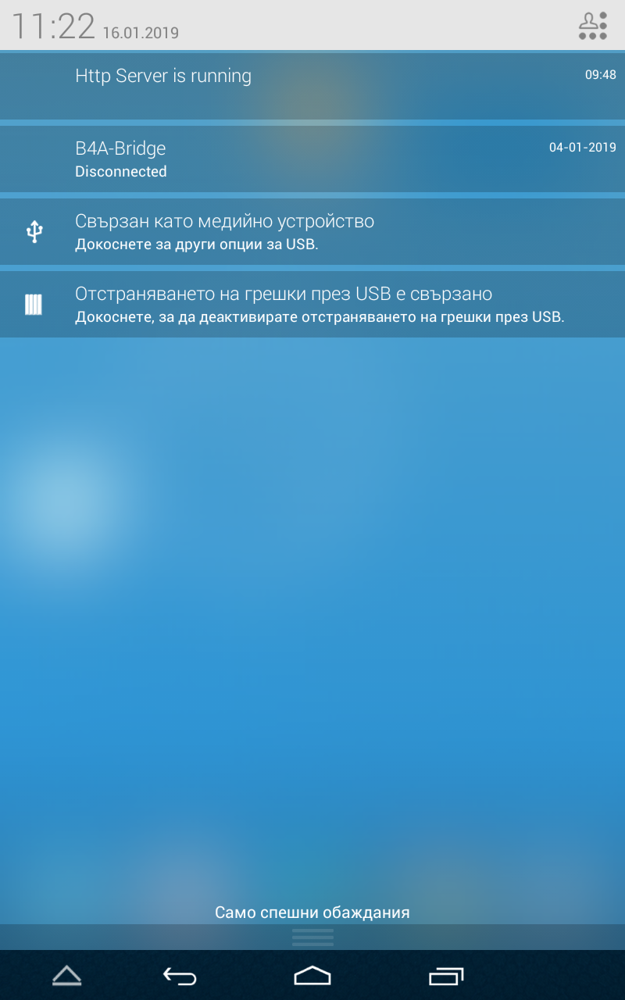 11:22 16.01.2019
Http Server is running 09:48
B4A-Bridge 04-01-2019
Disconnected
Свързан като медийно устройство
Докоснете за други опции за USB.
Отстраняването на грешки през USB е свързано
Докоснете, за да деактивирате отстраняването на грешки през USB.
Само спешни обаждания